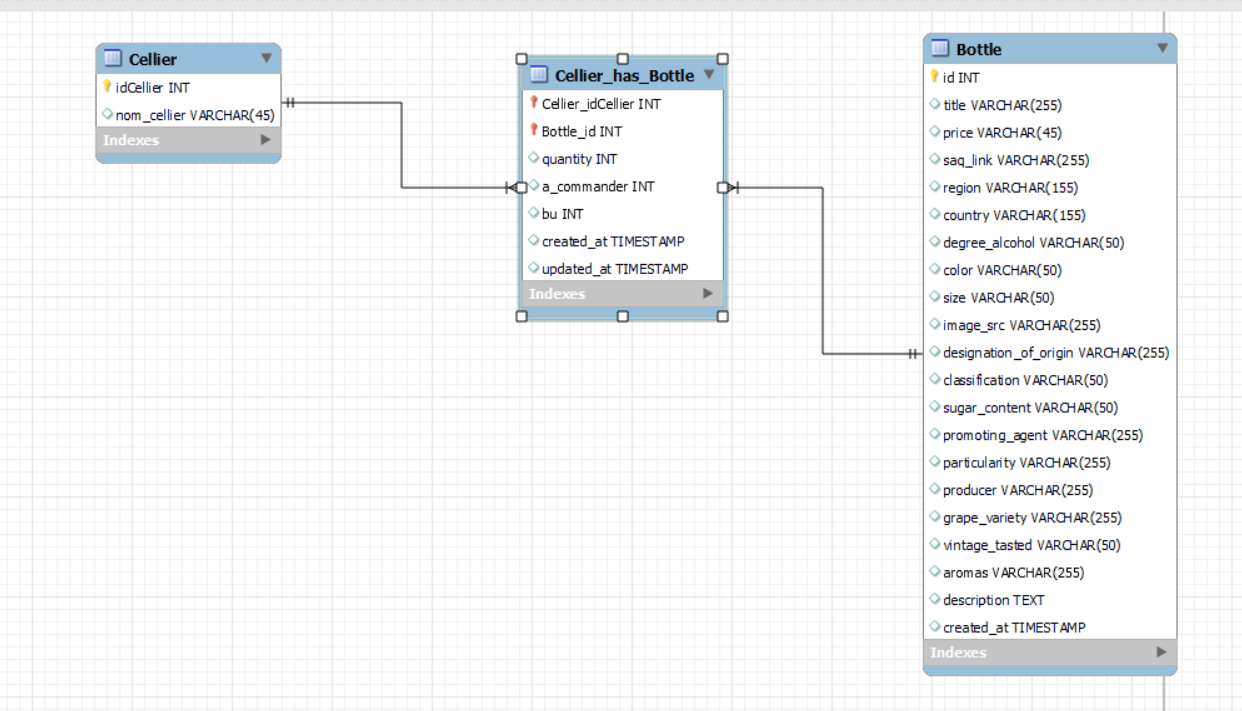 Cellier
idCellier INT
nom_cellier VARCHAR(45)
Indexes
Cellier_has_Bottle
Cellier_idCellier INT
Bottle_id INT
quantity INT
a_commander INT
bu INT
created_at TIMESTAMP
updated_at TIMESTAMP
Indexes
Bottle
id INT
title VARCHAR(255)
price VARCHAR(45)
saq_link VARCHAR(255)
region VARCHAR(155)
country VARCHAR(155)
degree_alcohol VARCHAR(50)
color VARCHAR(50)
size VARCHAR(50)
image_src VARCHAR(255)
designation_of_origin VARCHAR(255)
classification VARCHAR(50)
sugar_content VARCHAR(50)
promoting_agent VARCHAR(255)
particularity VARCHAR(255)
producer VARCHAR(255)
grape_variety VARCHAR(255)
vintage_tasted VARCHAR(50)
aromas VARCHAR(255)
description TEXT
created_at TIMESTAMP
Indexes